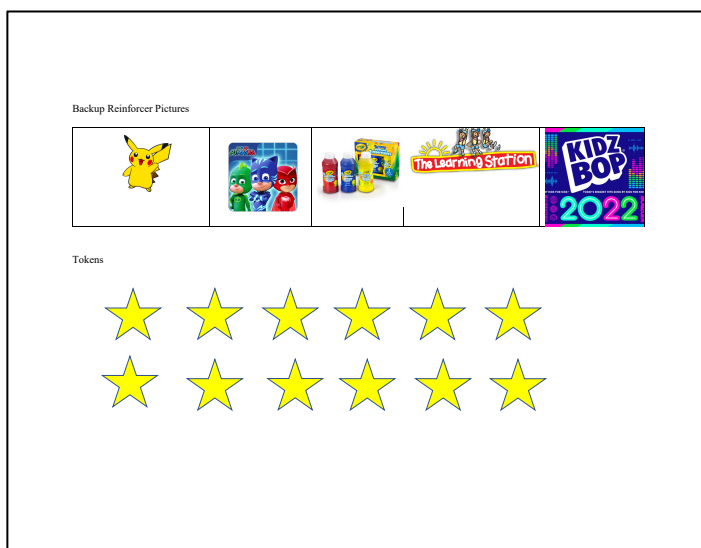 Backup Reinforcer Pictures
The Learning Station
KIDZ
BOP
2022
Tokens